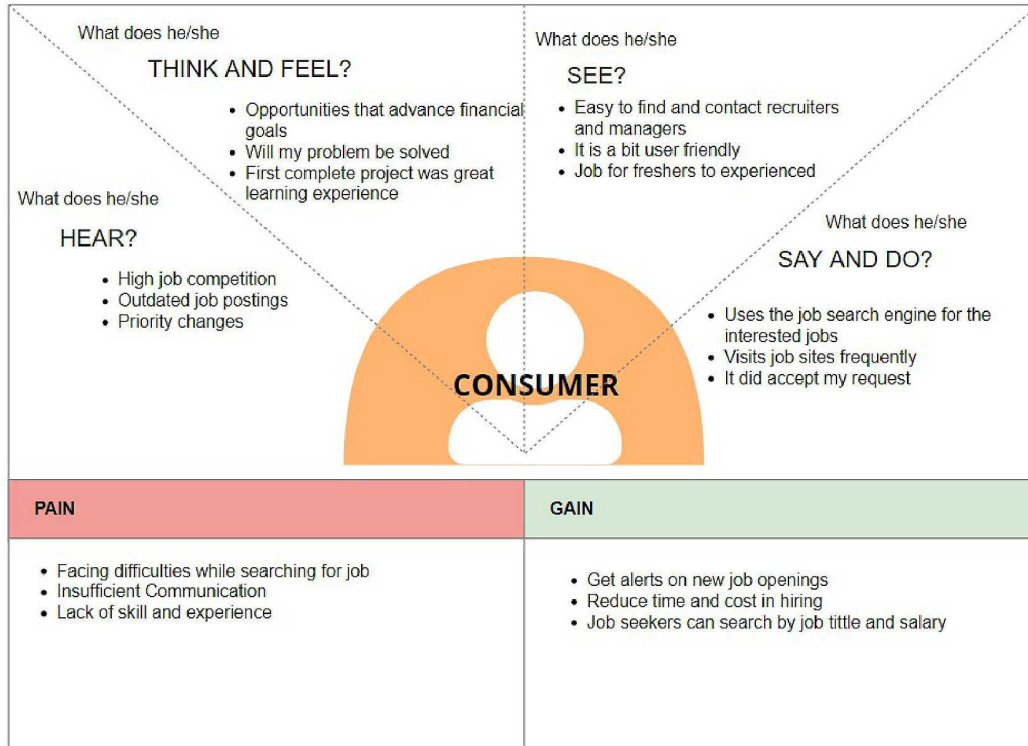 What does he/she
THINK AND FEEL?
• Opportunities that advance financial
goals
• Will my problem be solved
• First complete project was great
learning experience
What does he/she
SEE?
• Easy to find and contact recruiters
and managers
• It is a bit user friendly
• Job for freshers to experienced
What does he/she
HEAR?
• High job competition
• Outdated job postings
• Priority changes
What does he/she
SAY AND DO?
• Uses the job search engine for the
interested jobs
• Visits job sites frequently
• It did accept my request
CONSUMER
PAIN
• Facing difficulties while searching for job
• Insufficient Communication
• Lack of skill and experience
GAIN
• Get alerts on new job openings
• Reduce time and cost in hiring
• Job seekers can search by job tittle and salary